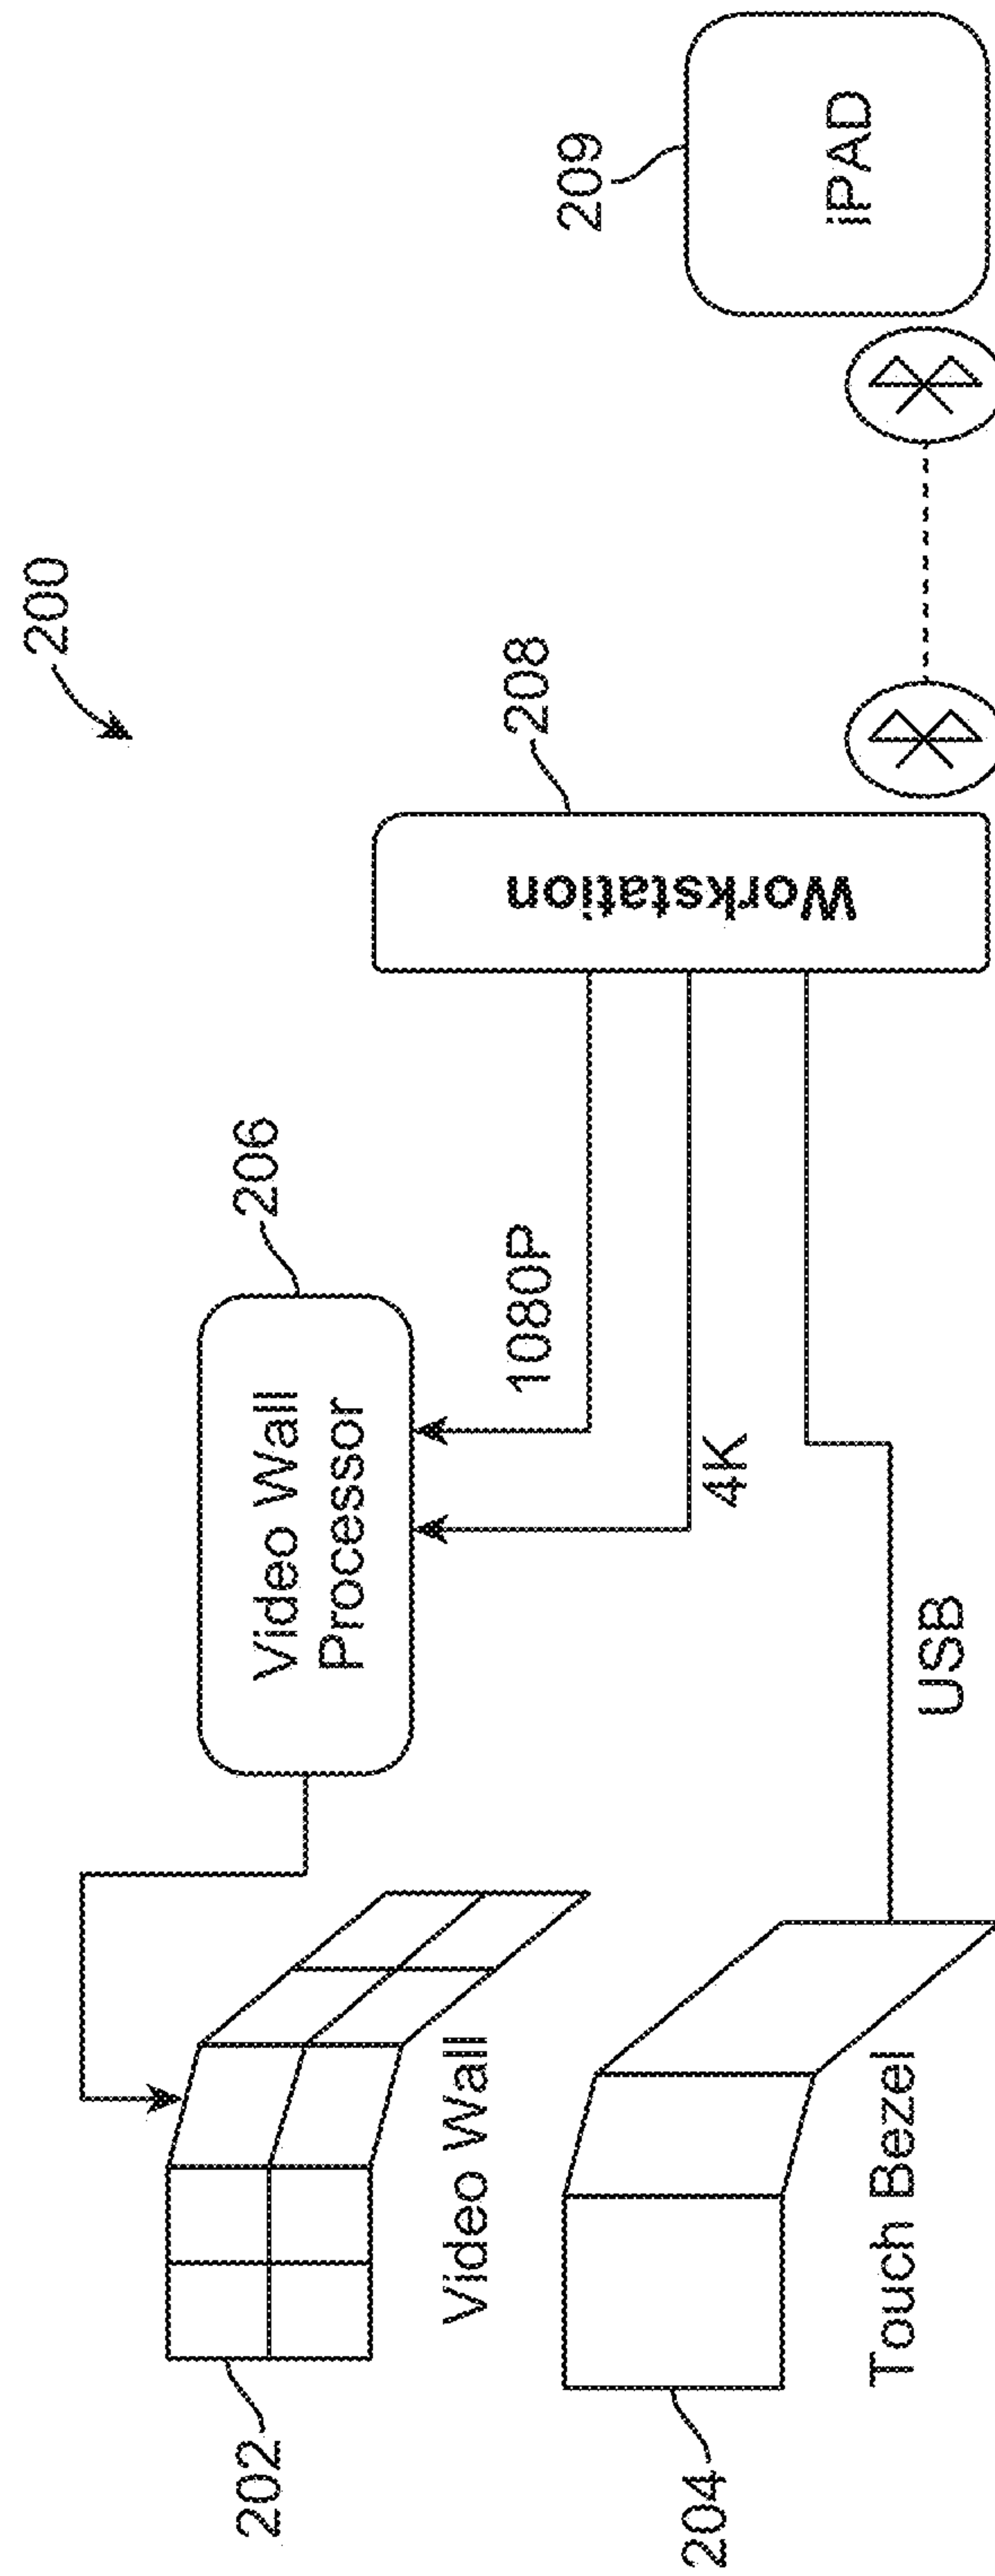 200
202
Video Wall
204
Touch Bezel
Video Wall
Processor
206
1080P
4K
USB
208
Workstation
209
iPAD